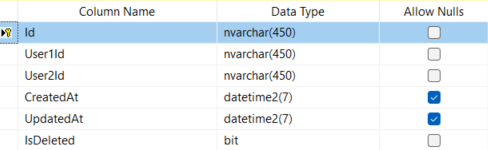 Column Name Data Type Allow Nulls
Id nvarchar(450)
User1Id nvarchar(450)
User2Id nvarchar(450)
CreatedAt datetime2(7)
UpdatedAt datetime2(7)
IsDeleted bit